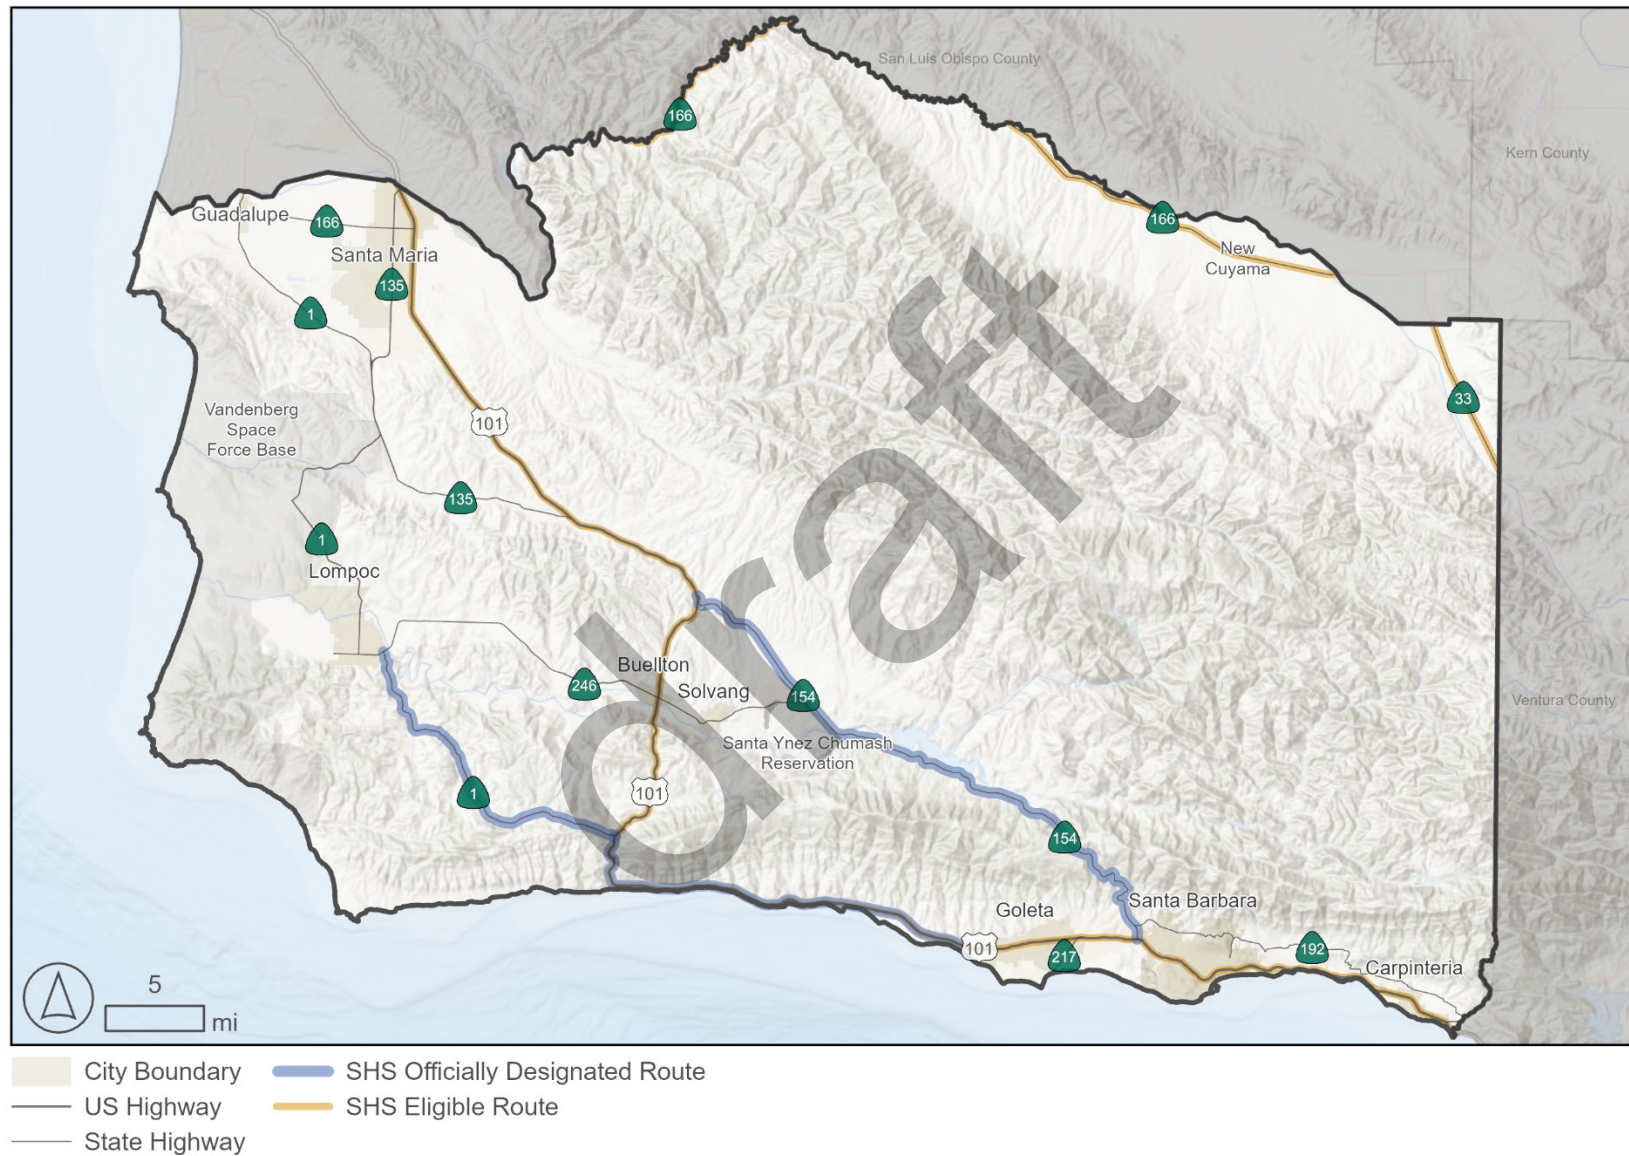 San Luis Obispo County
166
Kern County
Guadalupe
166
166
New
Cuyama
Santa Maria
135
1
33
Vandenberg
Space
Force Base
101
135
1
Lompoc
draft
Buellton
246
Solvang
154
Ventura County
Santa Ynez Chumash
Reservation
1
101
154
Santa Barbara
Goleta
101
217
192
Carpinteria
5
mi
City Boundary
US Highway
State Highway
SHS Officially Designated Route
SHS Eligible Route